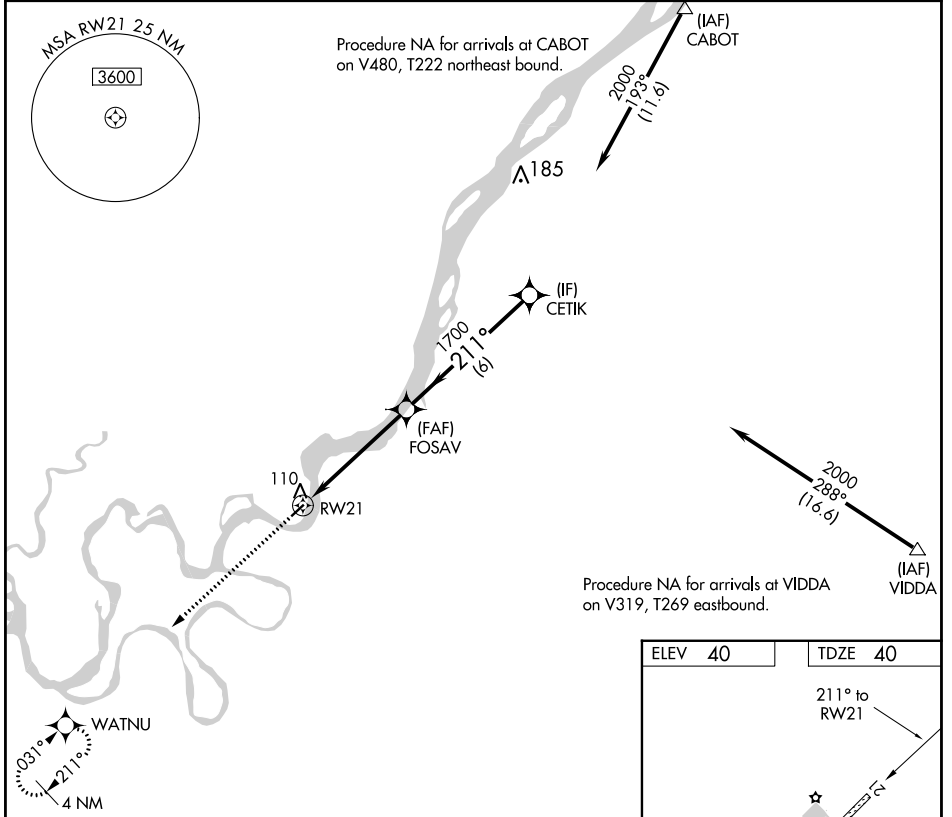 MSA RW21 25 NM
3600
Procedure NA for arrivals at CABOT
on V480, T222 northeast bound.
(IAF)
CABOT
2000
193°
(11.6)
185
(IF)
CETIK
1700
211°
(6)
(FAF)
FOSAV
110
RW21
2000
288°
(16.6)
(IAF)
VIDDA
Procedure NA for arrivals at VIDDA
on V319, T269 eastbound.
WATNU
031°
211°
4 NM
ELEV 40
TDZE 40
211° to
RW21
21